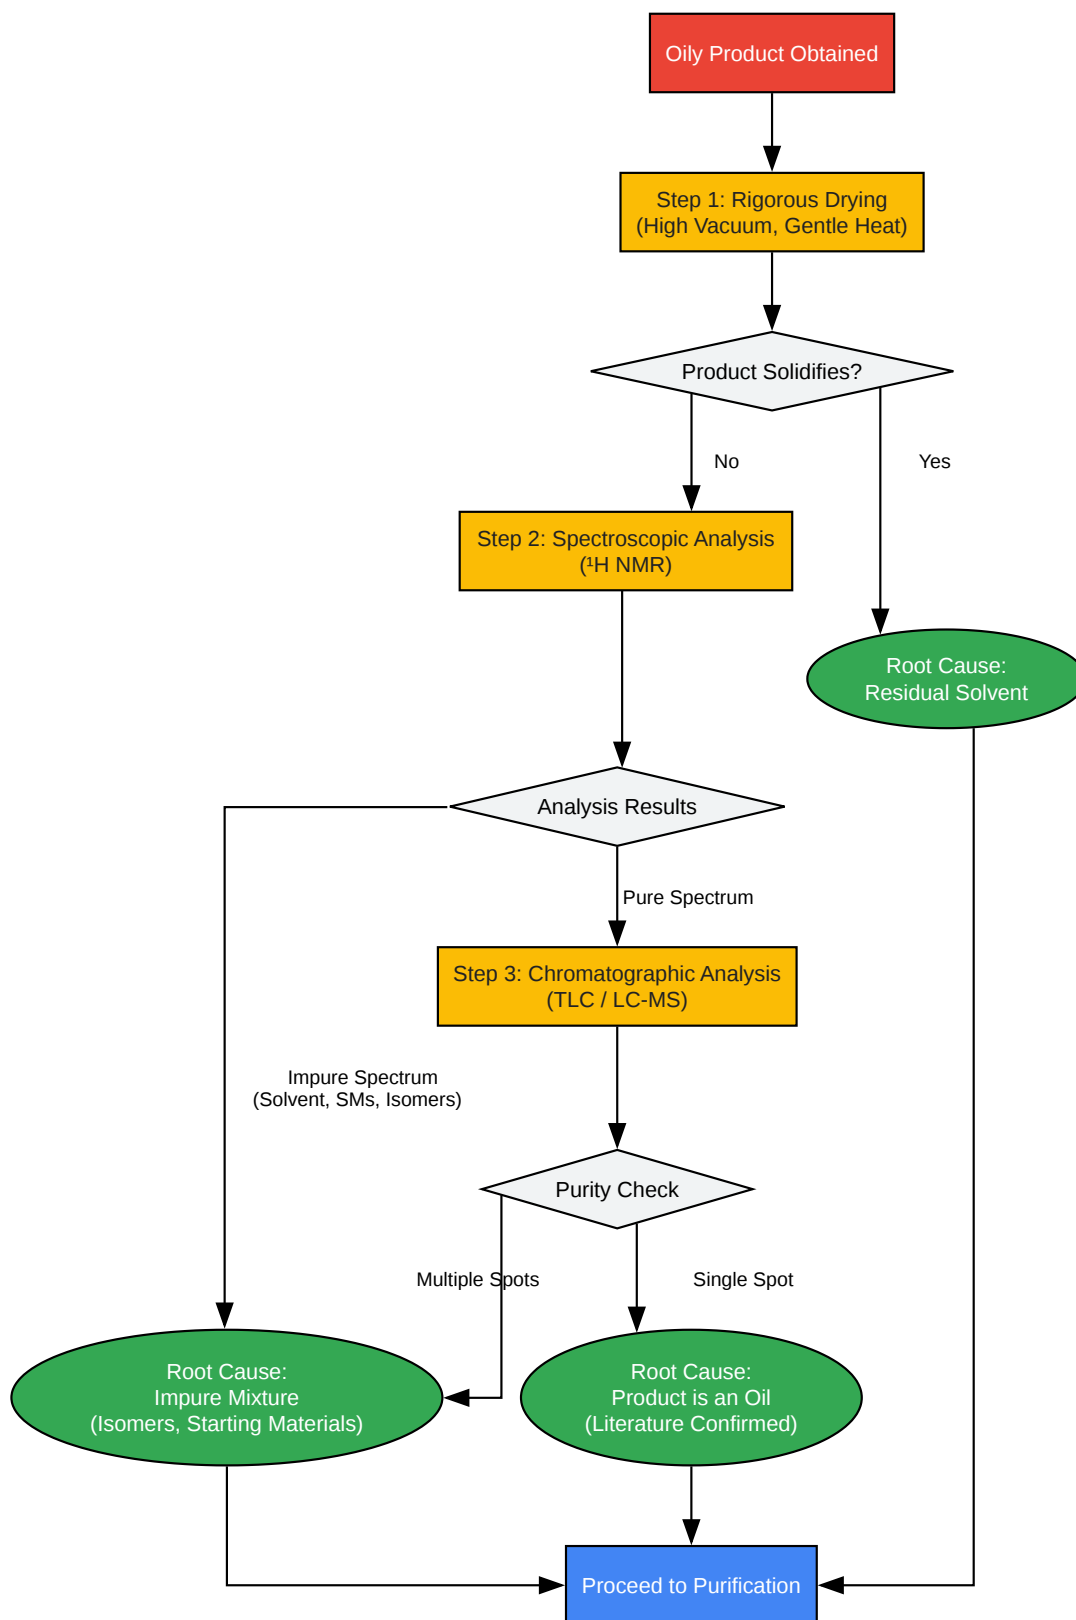 Oily Product Obtained
Step 1: Rigorous Drying
(High Vacuum, Gentle Heat)
Product Solidifies?
No
Yes
Step 2: Spectroscopic Analysis
(¹H NMR)
Root Cause:
Residual Solvent
Analysis Results
Pure Spectrum
Step 3: Chromatographic Analysis
(TLC / LC-MS)
Impure Spectrum
(Solvent, SMs, Isomers)
Purity Check
Multiple Spots
Single Spot
Root Cause:
Impure Mixture
(Isomers, Starting Materials)
Root Cause:
Product is an Oil
(Literature Confirmed)
Proceed to Purification